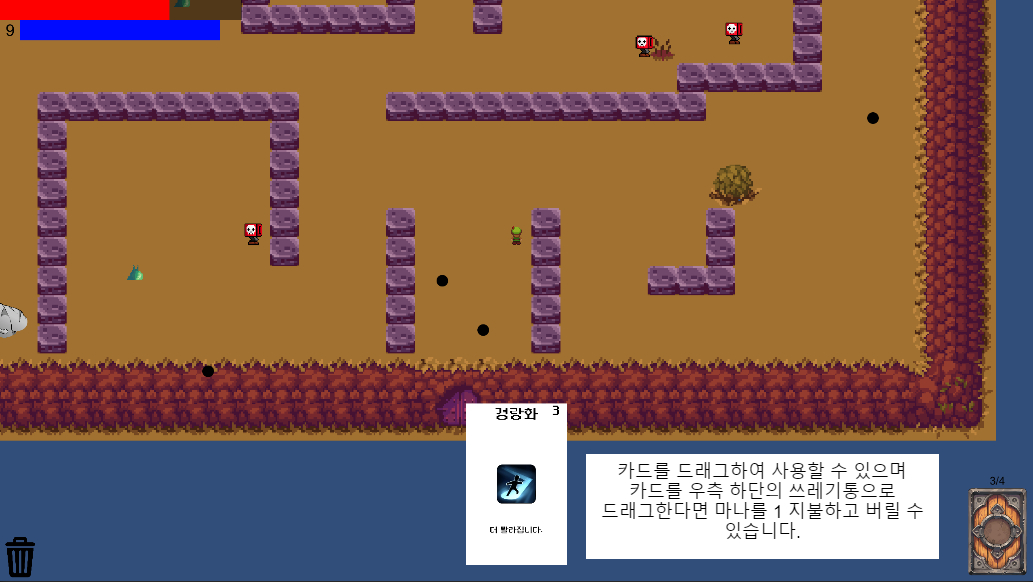 9
경량화 3
더 빨라집니다.
카드를 드래그하여 사용할 수 있으며
카드를 우측 하단의 쓰레기통으로
드래그한다면 마나를 1 지불하고 버릴 수
있습니다.
3/4